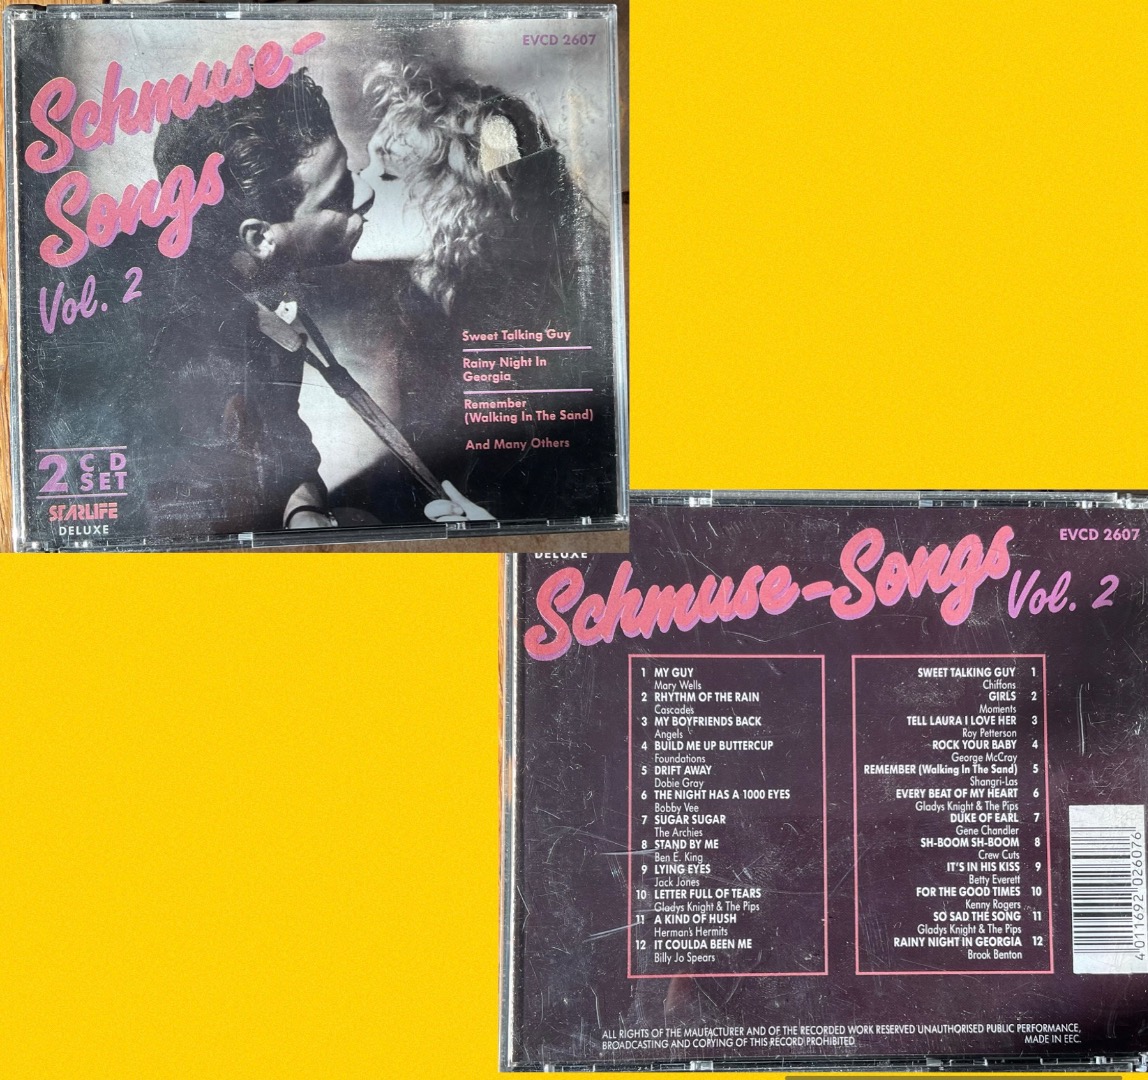 EVCD 2607
Schmuse-
Songs
Vol. 2
Sweet Talking Guy
Rainy Night In
Georgia
Remember
(Walking In The Sand)
And Many Others
2 CD
SET
STARLIFE
DELUXE
DELUXE
EVCD 2607
Schmuse-Songs
Vol. 2
1 MY GUY
Mary Wells
2 RHYTHM OF THE RAIN
Cascades
3 MY BOYFRIENDS BACK
Angels
4 BUILD ME UP BUTTERCUP
Foundations
5 DRIFT AWAY
Dobie Gray
6 THE NIGHT HAS A 1000 EYES
Bobby Vee
7 SUGAR SUGAR
The Archies
8 STAND BY ME
Ben E. King
9 LYING EYES
Jack Jones
10 LETTER FULL OF TEARS
Gladys Knight & The Pips
11 A KIND OF HUSH
Herman's Hermits
12 IT COULDA BEEN ME
Billy Jo Spears
SWEET TALKING GUY 1
Chiffons
GIRLS 2
Moments
TELL LAURA I LOVE HER 3
Ray Petterson
ROCK YOUR BABY 4
George McCray
REMEMBER (Walking In The Sand) 5
Shangri-Las
EVERY BEAT OF MY HEART 6
Gladys Knight & The Pips
DUKE OF EARL 7
Gene Chandler
SH-BOOM SH-BOOM 8
Crew Cuts
IT'S IN HIS KISS 9
Betty Everett
FOR THE GOOD TIMES 10
Kenny Rogers
SO SAD THE SONG 11
Gladys Knight & The Pips
RAINY NIGHT IN GEORGIA 12
Brook Benton
4 011692 026076
ALL RIGHTS OF THE MAUFACTURER AND OF THE RECORDED WORK RESERVED UNAUTHORISED PUBLIC PERFORMANCE,
BROADCASTING AND COPYING OF THIS RECORD PROHIBITED MADE IN EEC.